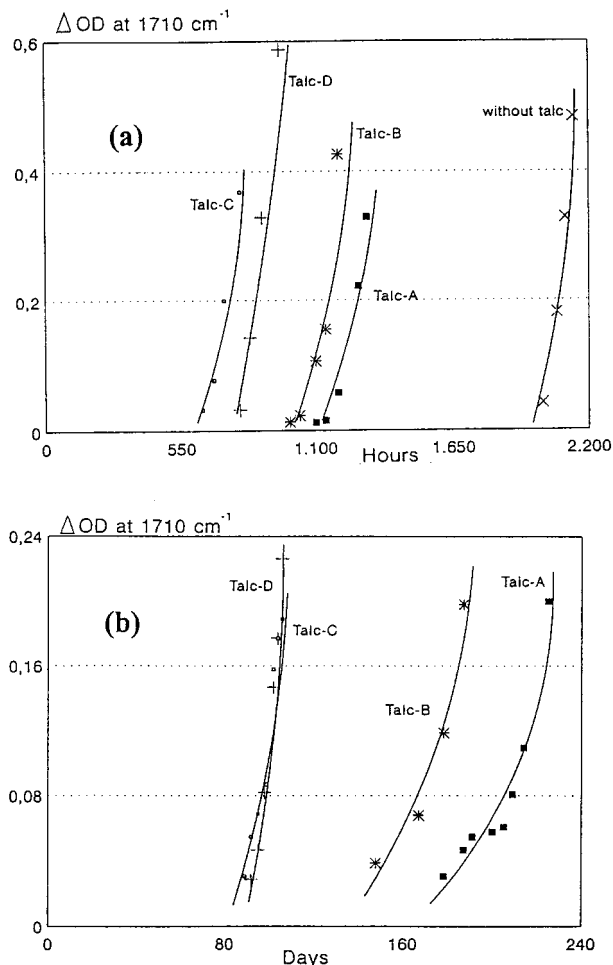 △OD at 1710 cm⁻¹
0,6
Talc-D
(a)
Talc-B
without talc
0,4
Talc-C
Talc-A
0,2
0
0
550
1.100
1.650
2.200
Hours
△OD at 1710 cm⁻¹
0,24
Talc-D
Talc-A
(b)
Talc-C
0,16
Talc-B
0,08
0
0
80
160
240
Days